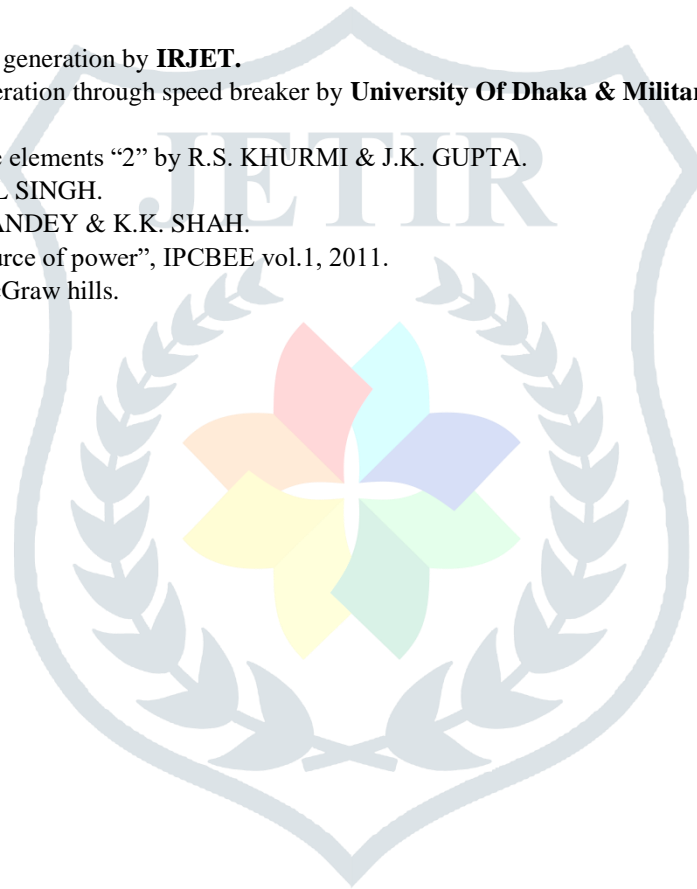 generation by IRJET.
eration through speed breaker by University Of Dhaka & Militar
e elements “2” by R.S. KHURMI & J.K. GUPTA.
L SINGH.
ANDEY & K.K. SHAH.
urce of power”, IPCBEE vol.1, 2011.
Graw hills.
JETIR